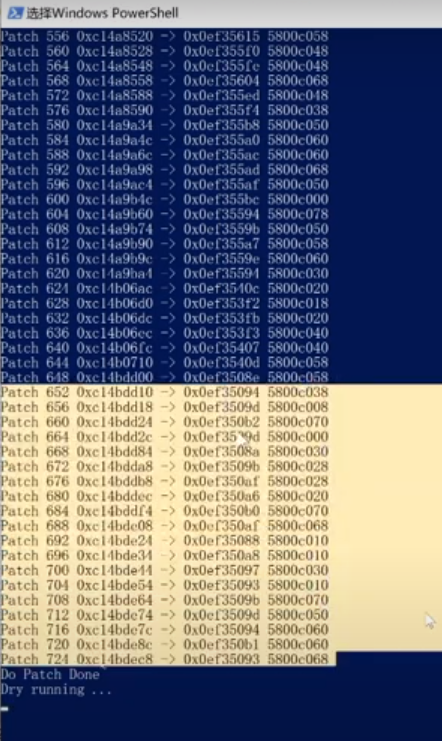 选择Windows PowerShell
Patch 556 0xc14a8520 -> 0x0ef35615 5800c058
Patch 560 0xc14a8528 -> 0x0ef355f0 5800c048
Patch 564 0xc14a8548 -> 0x0ef355fc 5800c048
Patch 568 0xc14a8558 -> 0x0ef35604 5800c068
Patch 572 0xc14a8588 -> 0x0ef355ed 5800c048
Patch 576 0xc14a8590 -> 0x0ef355f4 5800c038
Patch 580 0xc14a9a34 -> 0x0ef355b8 5800c050
Patch 584 0xc14a9a4c -> 0x0ef355a0 5800c060
Patch 588 0xc14a9a6c -> 0x0ef355ac 5800c060
Patch 592 0xc14a9a98 -> 0x0ef355ad 5800c068
Patch 596 0xc14a9ac4 -> 0x0ef355af 5800c050
Patch 600 0xc14a9b4c -> 0x0ef355bc 5800c000
Patch 604 0xc14a9b60 -> 0x0ef35594 5800c078
Patch 608 0xc14a9b74 -> 0x0ef3559b 5800c050
Patch 612 0xc14a9b90 -> 0x0ef355a7 5800c058
Patch 616 0xc14a9b9c -> 0x0ef3559e 5800c060
Patch 620 0xc14a9ba4 -> 0x0ef35594 5800c030
Patch 624 0xc14b06ac -> 0x0ef3540c 5800c020
Patch 628 0xc14b06d0 -> 0x0ef353f2 5800c018
Patch 632 0xc14b06dc -> 0x0ef353fb 5800c020
Patch 636 0xc14b06ec -> 0x0ef353f3 5800c040
Patch 640 0xc14b06fc -> 0x0ef35407 5800c040
Patch 644 0xc14b0710 -> 0x0ef3540d 5800c058
Patch 648 0xc14bdd00 -> 0x0ef3508e 5800c058
Patch 652 0xc14bdd10 -> 0x0ef35094 5800c038
Patch 656 0xc14bdd18 -> 0x0ef3509d 5800c008
Patch 660 0xc14bdd24 -> 0x0ef350b2 5800c070
Patch 664 0xc14bdd2c -> 5800c000
Patch 668 0xc14bdd84 -> 0x0ef3508a 5800c030
Patch 672 0xc14bdda8 -> 0x0ef3509b 5800c028
Patch 676 0xc14bddb8 -> 0x0ef350af 5800c028
Patch 680 0xc14bddec -> 0x0ef350a6 5800c020
Patch 684 0xc14bddf4 -> 0x0ef350b0 5800c070
Patch 688 0xc14bde08 -> 0x0ef350af 5800c068
Patch 692 0xc14bde24 -> 0x0ef35088 5800c010
Patch 696 0xc14bde34 -> 0x0ef350a8 5800c010
Patch 700 0xc14bde44 -> 0x0ef35097 5800c030
Patch 704 0xc14bde54 -> 0x0ef35093 5800c010
Patch 708 0xc14bde64 -> 0x0ef3509b 5800c070
Patch 712 0xc14bde74 -> 0x0ef3509d 5800c050
Patch 716 0xc14bde7c -> 0x0ef35094 5800c060
Patch 720 0xc14bde8c -> 0x0ef350b1 5800c060
Patch 724 0xc14bdec8 -> 0x0ef35093 5800c068
Do Patch Done
Dry running ...